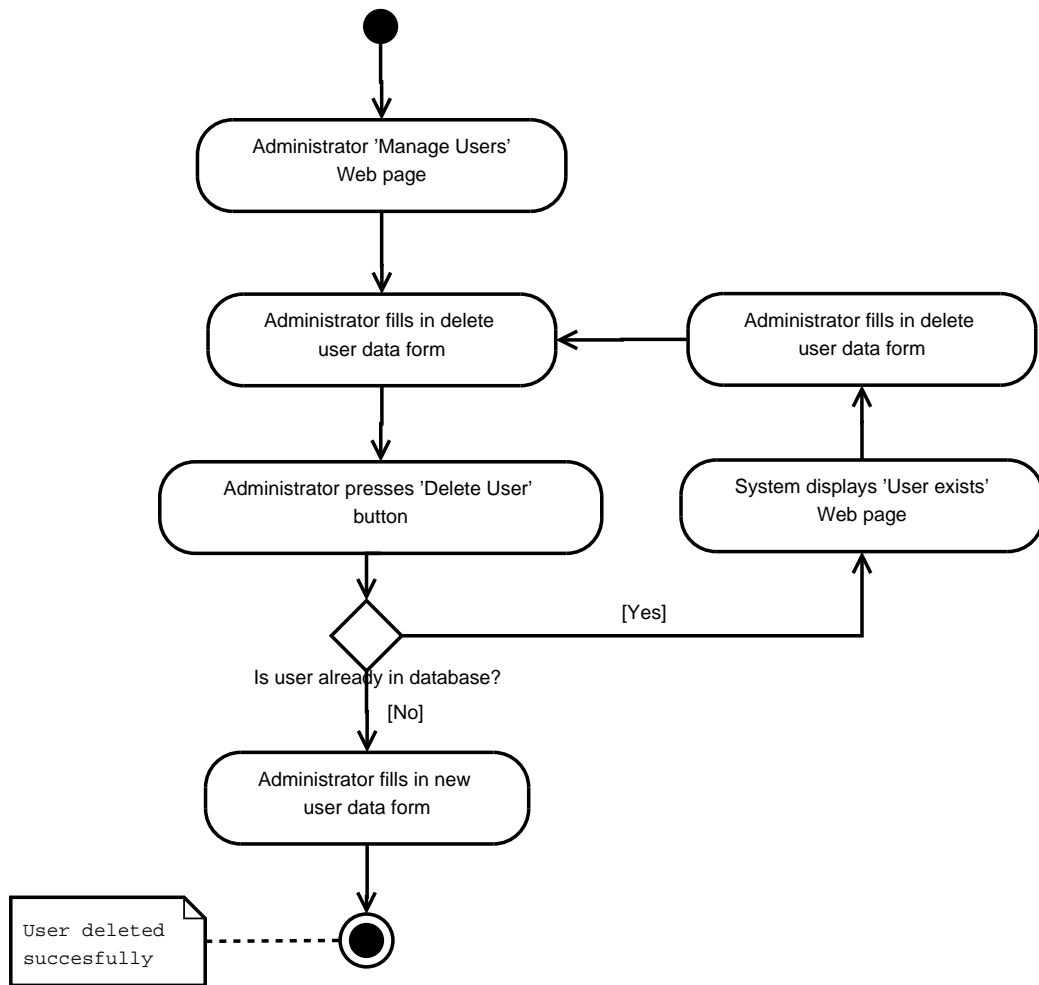 Administrator ’Manage Users’
Web page
Administrator fills in delete
user data form
Administrator fills in delete
user data form
Administrator presses ’Delete User’
button
System displays ’User exists’
Web page
[Yes]
Is user already in database?
[No]
Administrator fills in new
user data form
User deleted
succesfully